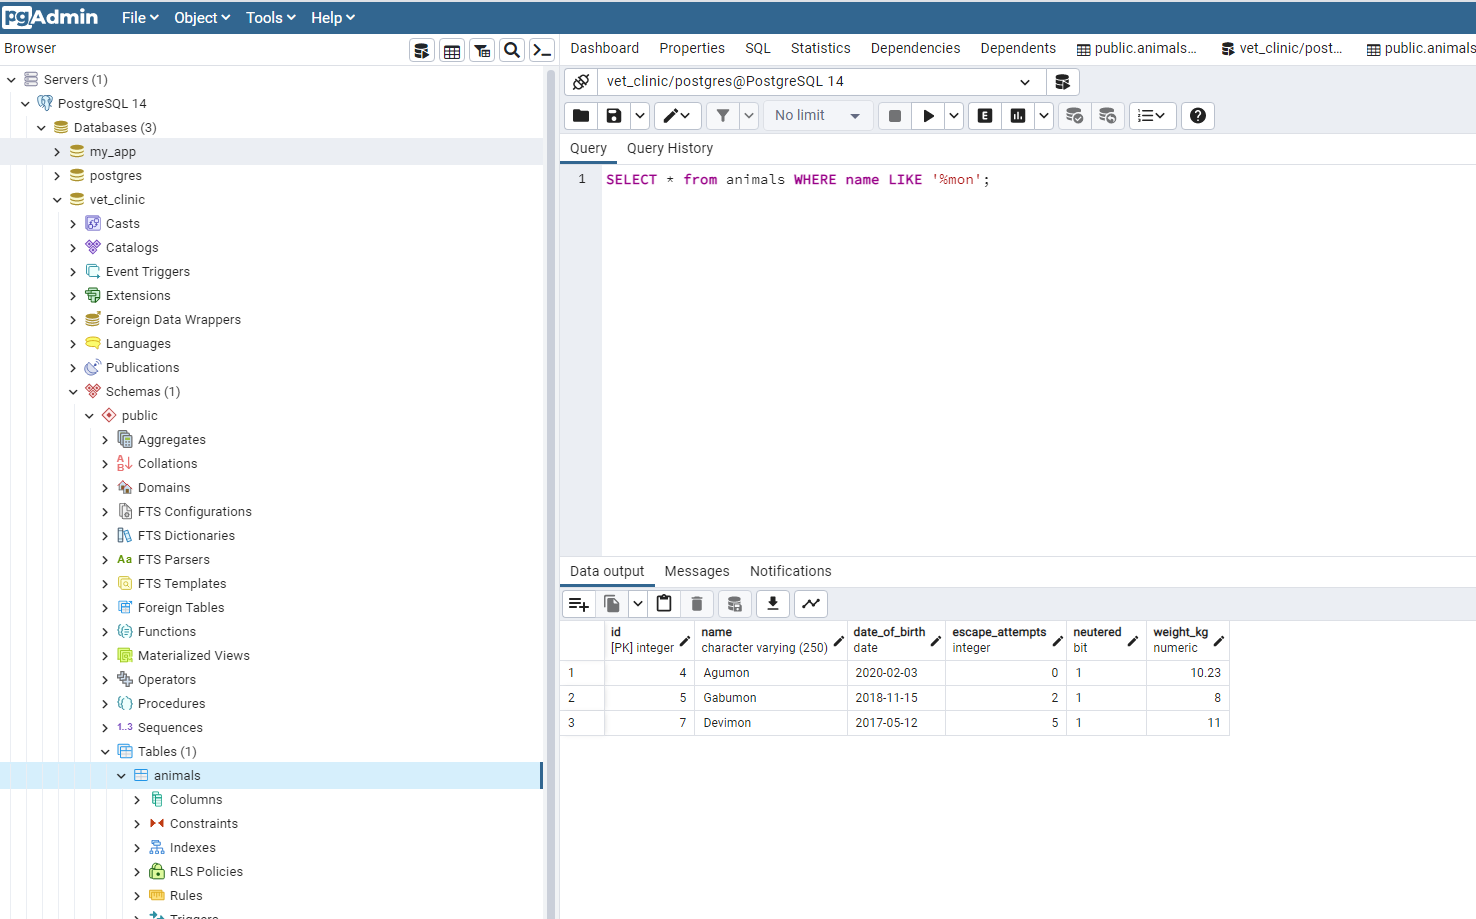 pgAdmin File Object Tools Help
Browser
Dashboard Properties SQL Statistics Dependencies Dependents public.animals... vet_clinic/post... public.animals
Servers (1)
PostgreSQL 14
Databases (3)
my_app
postgres
vet_clinic
Casts
Catalogs
Event Triggers
Extensions
Foreign Data Wrappers
Languages
Publications
Schemas (1)
public
Aggregates
Collations
Domains
FTS Configurations
FTS Dictionaries
Aa FTS Parsers
FTS Templates
Foreign Tables
Functions
Materialized Views
Operators
Procedures
1..3 Sequences
Tables (1)
animals
Columns
Constraints
Indexes
RLS Policies
Rules
Triggers
vet_clinic/postgres@PostgreSQL 14
No limit E
Query Query History
1 SELECT * from animals WHERE name LIKE '%mon';
Data output Messages Notifications
id name date_of_birth escape_attempts neutered weight_kg
[PK] integer character varying (250) date integer bit numeric
1 4 Agumon 2020-02-03 0 1 10.23
2 5 Gabumon 2018-11-15 2 1 8
3 7 Devimon 2017-05-12 5 1 11